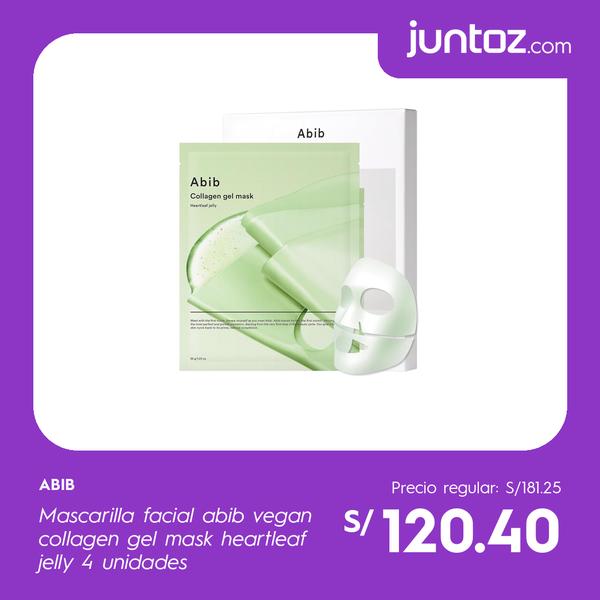 juntoz.com
Abib
Abib
Collagen gel mask
Heartleaf jelly
ABIB
Precio regular: S/181.25
Mascarilla facial abib vegan
collagen gel mask heartleaf
jelly 4 unidades
S/120.40